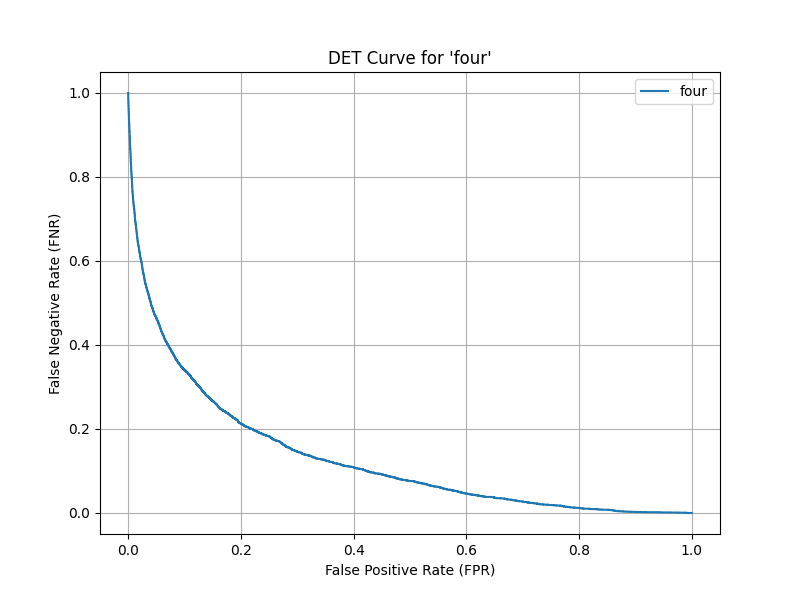 DET Curve for 'four'
four
1.0
0.8
0.6
0.4
0.2
0.0
False Negative Rate (FNR)
0.0 0.2 0.4 0.6 0.8 1.0
False Positive Rate (FPR)